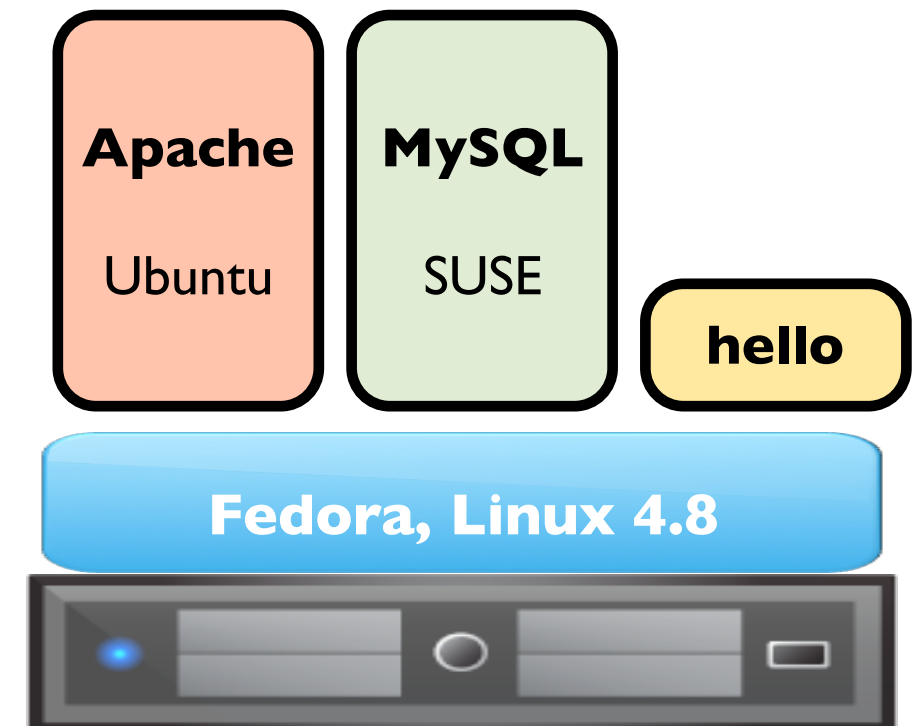 Apache
Ubuntu
MySQL
SUSE
hello
Fedora, Linux 4.8